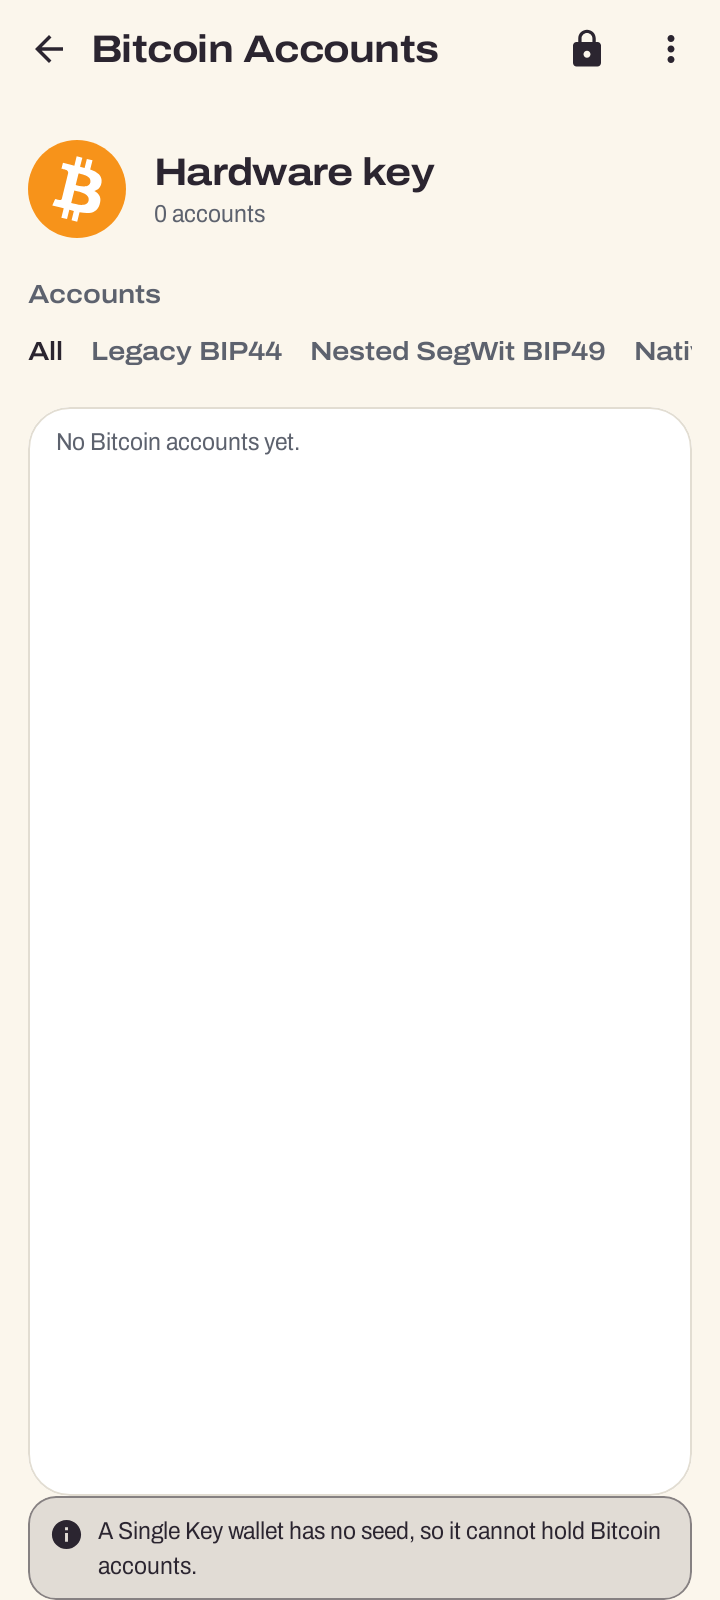 Bitcoin Accounts
Hardware key
0 accounts
Accounts
All Legacy BIP44 Nested SegWit BIP49 Nati
No Bitcoin accounts yet.
A Single Key wallet has no seed, so it cannot hold Bitcoin
accounts.